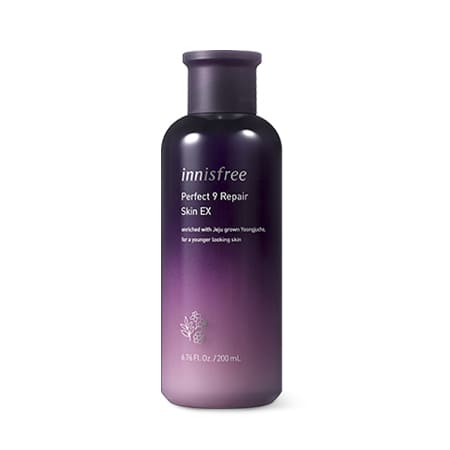 innisfree
Perfect 9 Repair
Skin EX
enriched with Jeju grown Yeongjucho,
for a younger looking skin
6.76 Fl. Oz. / 200 mL